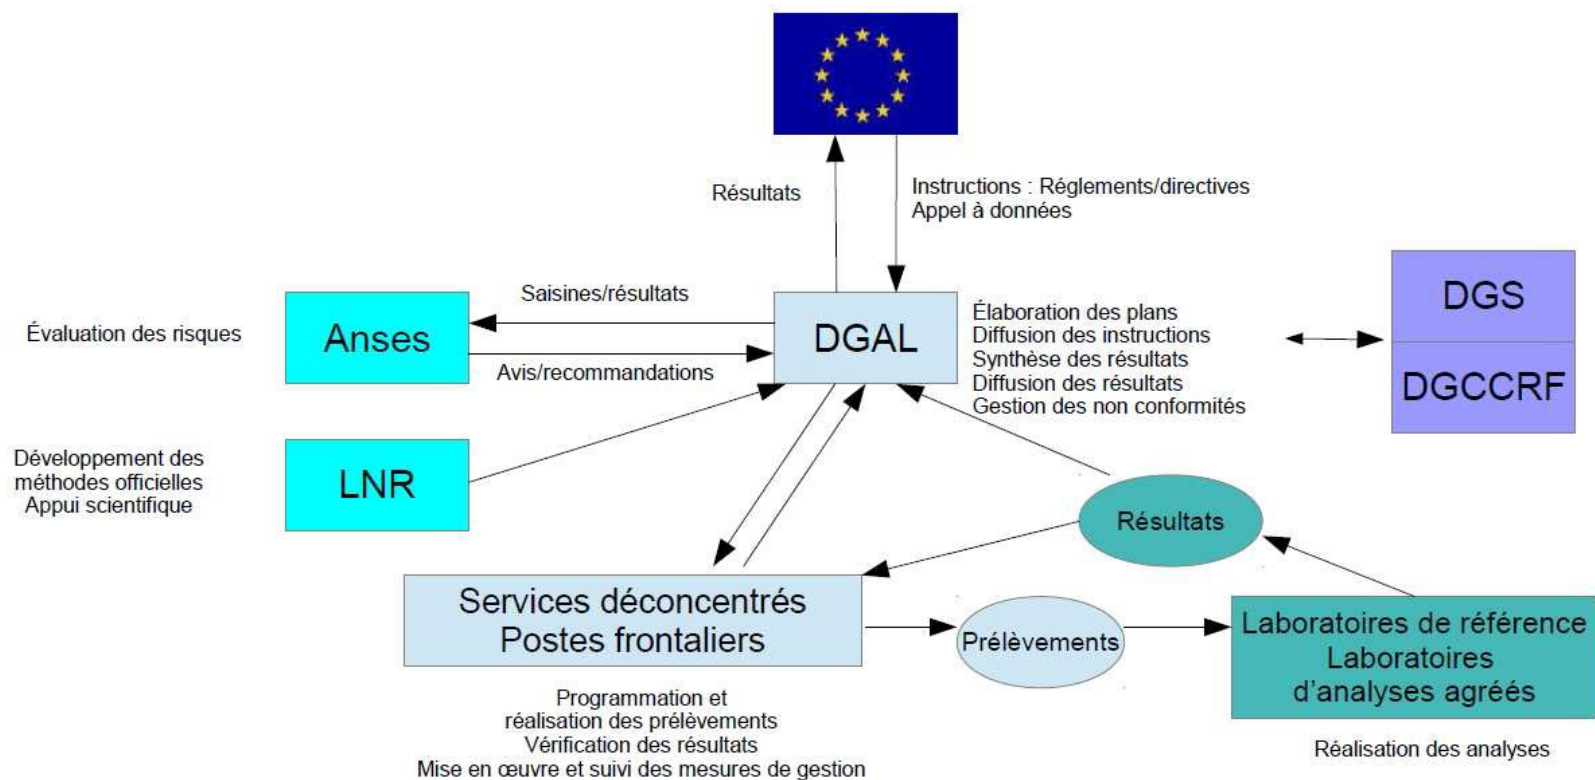 Résultats
Instructions : Réglements/directives
Appel à données
Évaluation des risques
Anses
Saisines/résultats
Avis/recommandations
DGAL
Élaboration des plans
Diffusion des instructions
Synthèse des résultats
Diffusion des résultats
Gestion des non conformités
DGS
DGCCRF
Développement des
méthodes officielles
Appui scientifique
LNR
Résultats
Services déconcentrés
Postes frontaliers
Prélèvements
Laboratoires de référence
Laboratoires
d'analyses agréés
Programmation et
réalisation des prélèvements
Vérification des résultats
Mise en œuvre et suivi des mesures de gestion
Réalisation des analyses